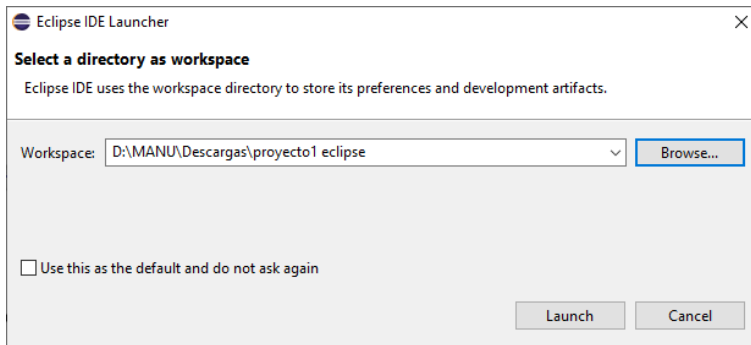 Eclipse IDE Launcher
Select a directory as workspace
Eclipse IDE uses the workspace directory to store its preferences and development artifacts.
Workspace: D:\MANU\Descargas\proyecto1 eclipse Browse...
Use this as the default and do not ask again
Launch Cancel